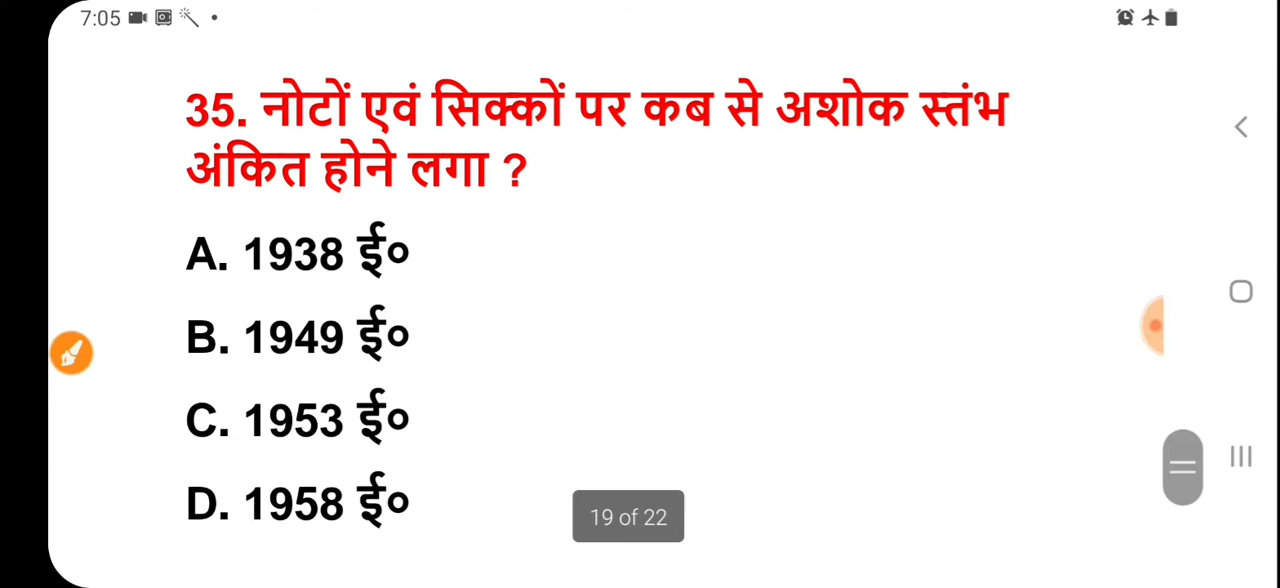 7:05
35. नोटों एवं सिक्कों पर कब से अशोक स्तंभ
अंकित होने लगा ?
A. 1938 ई०
B. 1949 ई०
C. 1953 ई०
D. 1958 ई०
19 of 22